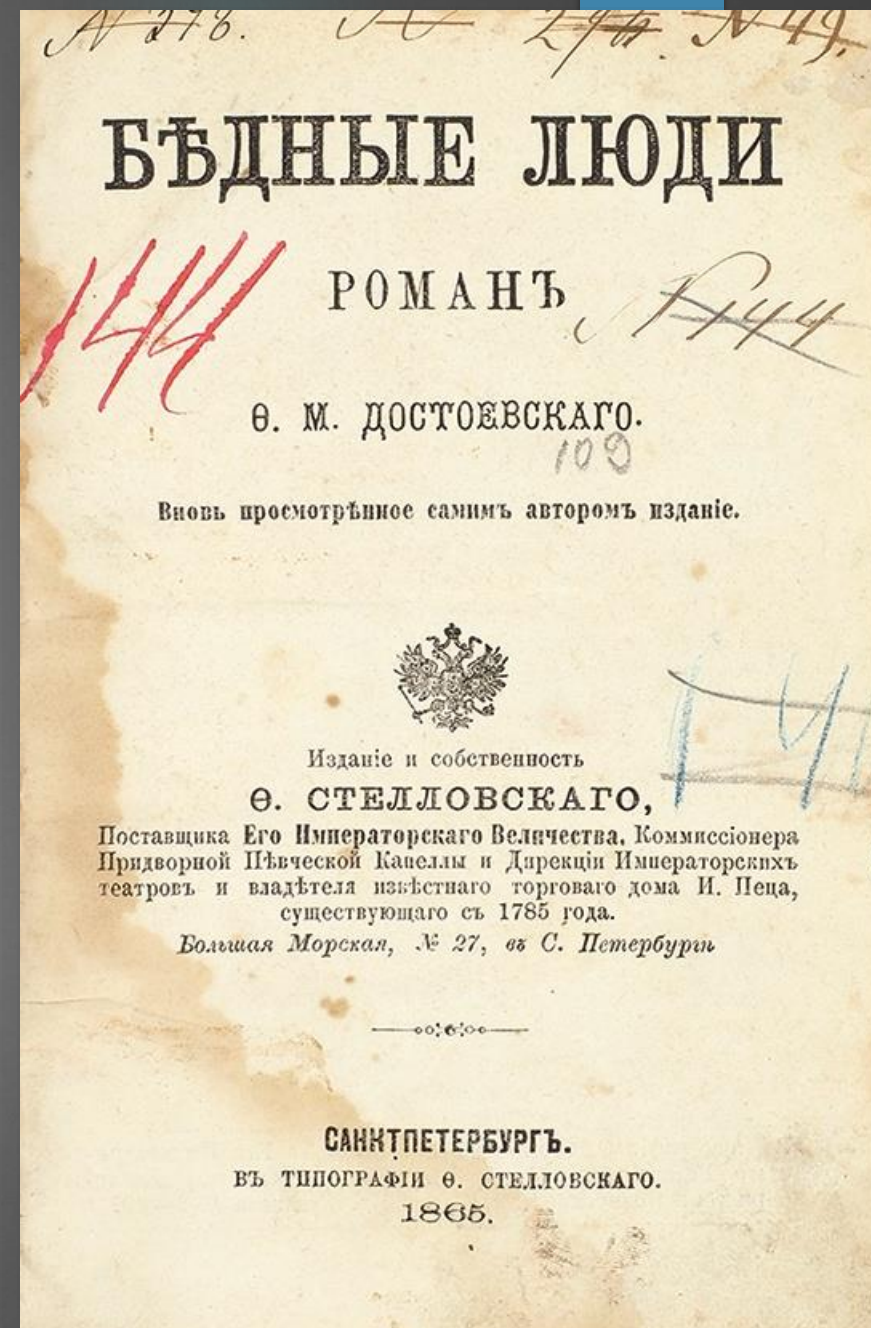 N 278. N 49.
БѢДНЫЕ ЛЮДИ
144
РОМАНЪ
N 144
Ѳ. М. ДОСТОЕВСКАГО.
109
Вновь просмотрѣнное самимъ авторомъ изданіе.
Изданіе и собственность
Ѳ. СТЕЛЛОВСКАГО,
Поставщика Его Императорскаго Величества, Коммиссіонера
Придворной Пѣвческой Капеллы и Дирекціи Императорскихъ
театровъ и владѣтеля извѣстнаго торговаго дома И. Пеца,
существующаго съ 1785 года.
Большая Морская, № 27, въ С. Петербургѣ
САНКТПЕТЕРБУРГЪ.
ВЪ ТИПОГРАФІИ Ѳ. СТЕЛЛОВСКАГО.
1865.